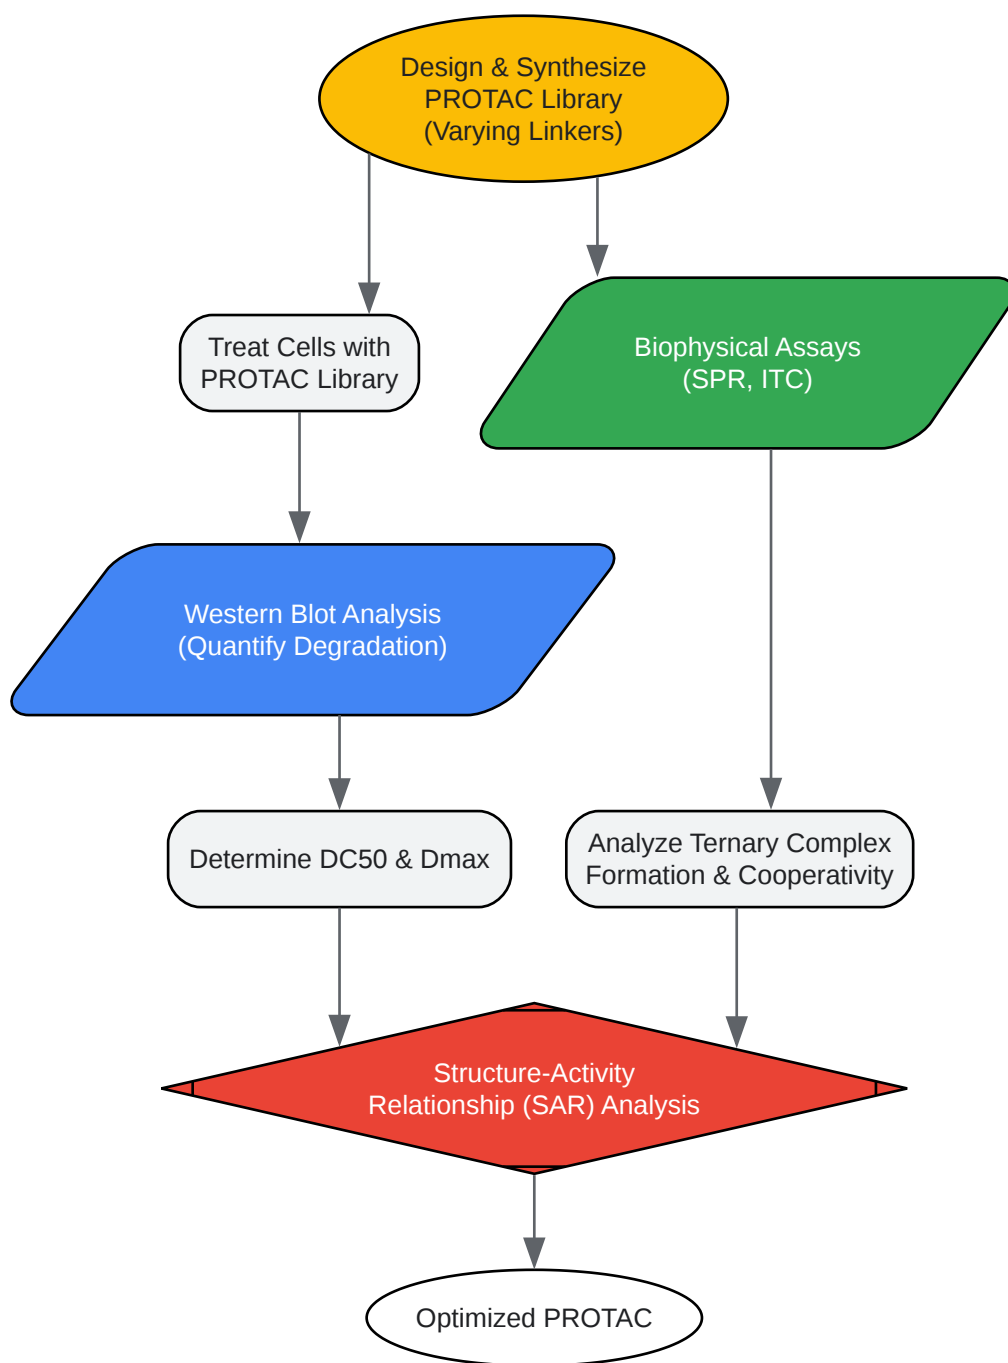 Design & Synthesize
PROTAC Library
(Varying Linkers)
Treat Cells with
PROTAC Library
Biophysical Assays
(SPR, ITC)
Western Blot Analysis
(Quantify Degradation)
Determine DC50 & Dmax
Analyze Ternary Complex
Formation & Cooperativity
Structure-Activity
Relationship (SAR) Analysis
Optimized PROTAC